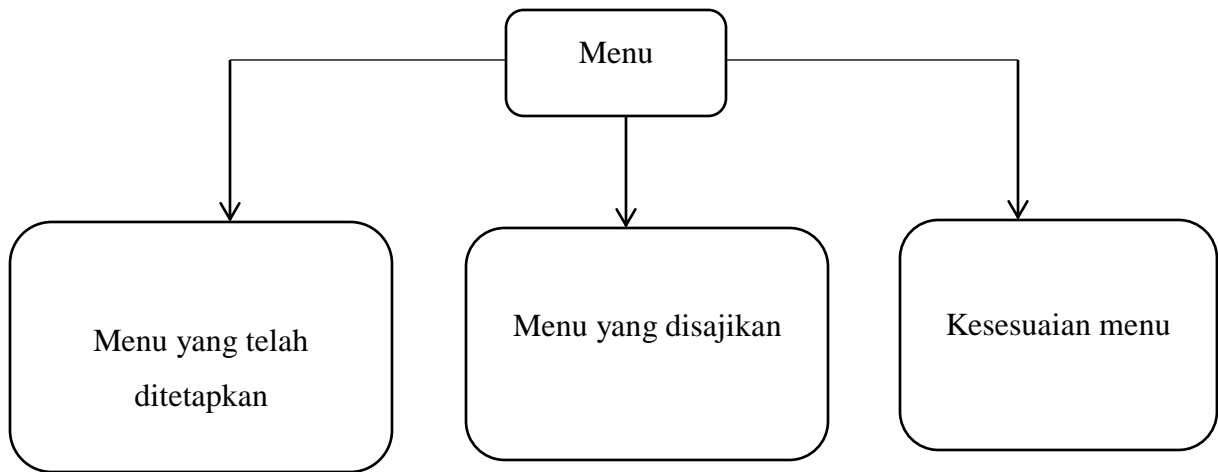 Menu
Menu yang telah
ditetapkan
Menu yang disajikan
Kesesuaian menu